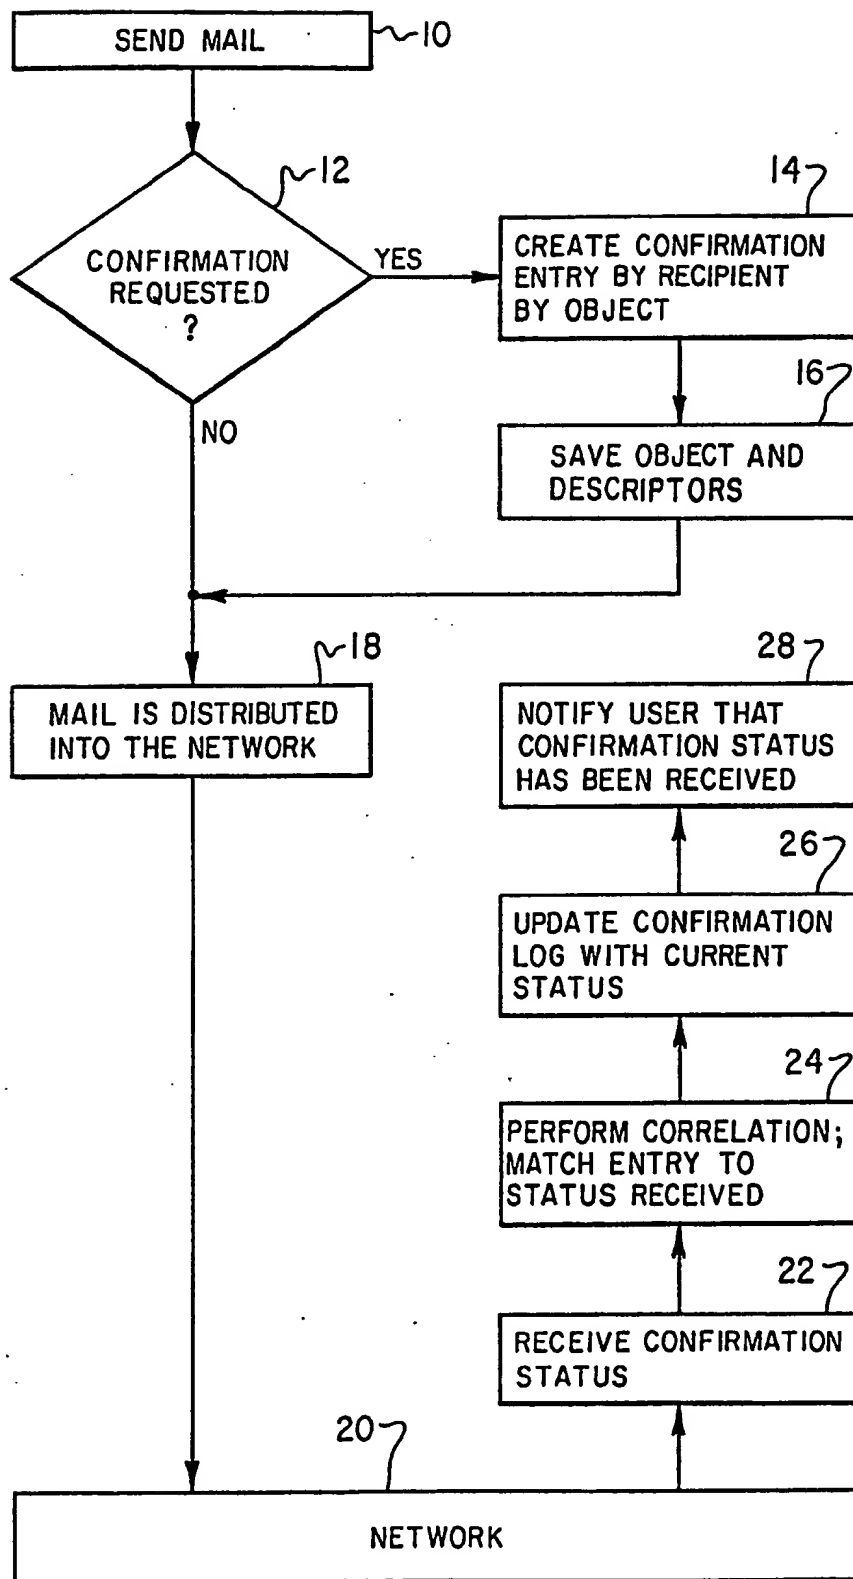 SEND MAIL
10
12
CONFIRMATION
REQUESTED
?
YES
NO
14
CREATE CONFIRMATION
ENTRY BY RECIPIENT
BY OBJECT
16
SAVE OBJECT AND
DESCRIPTORS
18
MAIL IS DISTRIBUTED
INTO THE NETWORK
28
NOTIFY USER THAT
CONFIRMATION STATUS
HAS BEEN RECEIVED
26
UPDATE CONFIRMATION
LOG WITH CURRENT
STATUS
24
PERFORM CORRELATION;
MATCH ENTRY TO
STATUS RECEIVED
22
RECEIVE CONFIRMATION
STATUS
20
NETWORK